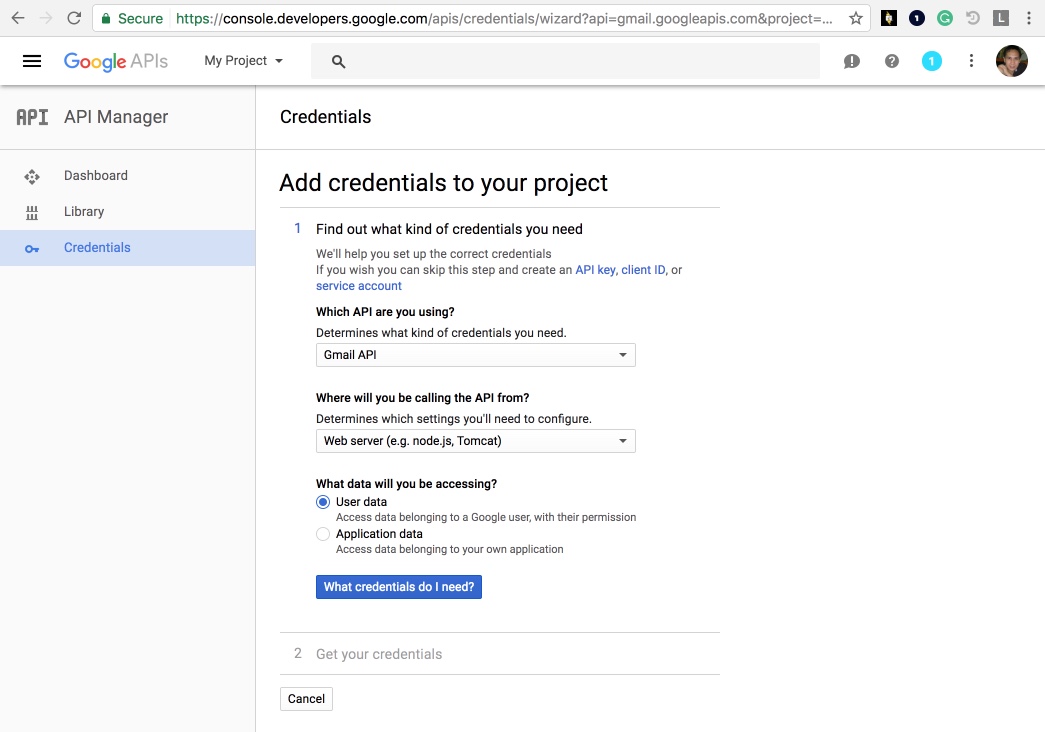 Secure https://console.developers.google.com/apis/credentials/wizard?api=gmail.googleapis.com&project=...
L
Google APIs My Project
1
API API Manager
Credentials
Dashboard
Library
Credentials
Add credentials to your project
1 Find out what kind of credentials you need
We'll help you set up the correct credentials
If you wish you can skip this step and create an API key, client ID, or
service account
Which API are you using?
Determines what kind of credentials you need.
Gmail API
Where will you be calling the API from?
Determines which settings you'll need to configure.
Web server (e.g. node.js, Tomcat)
What data will you be accessing?
User data
Access data belonging to a Google user, with their permission
Application data
Access data belonging to your own application
What credentials do I need?
2 Get your credentials
Cancel